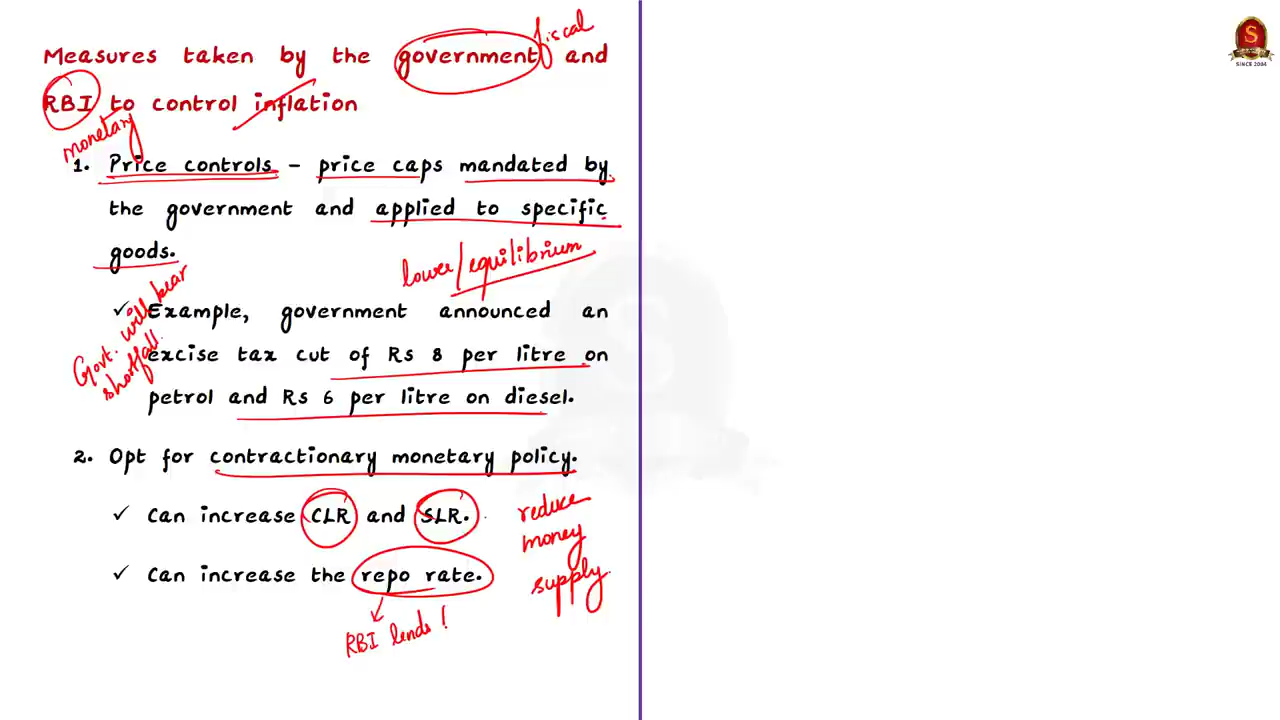 Measures taken by the government fiscal and
RBI to control inflation
monetary
1. Price controls - price caps mandated by
the government and applied to specific
goods.
lower/equilibrium
Govt. will bear
shortfall.
✓ Example, government announced an
excise tax cut of Rs 8 per litre on
petrol and Rs 6 per litre on diesel.
2. Opt for contractionary monetary policy.
✓ Can increase CLR and SLR.
reduce
money
supply.
✓ Can increase the repo rate.
RBI lends!
S
SINCE 2004